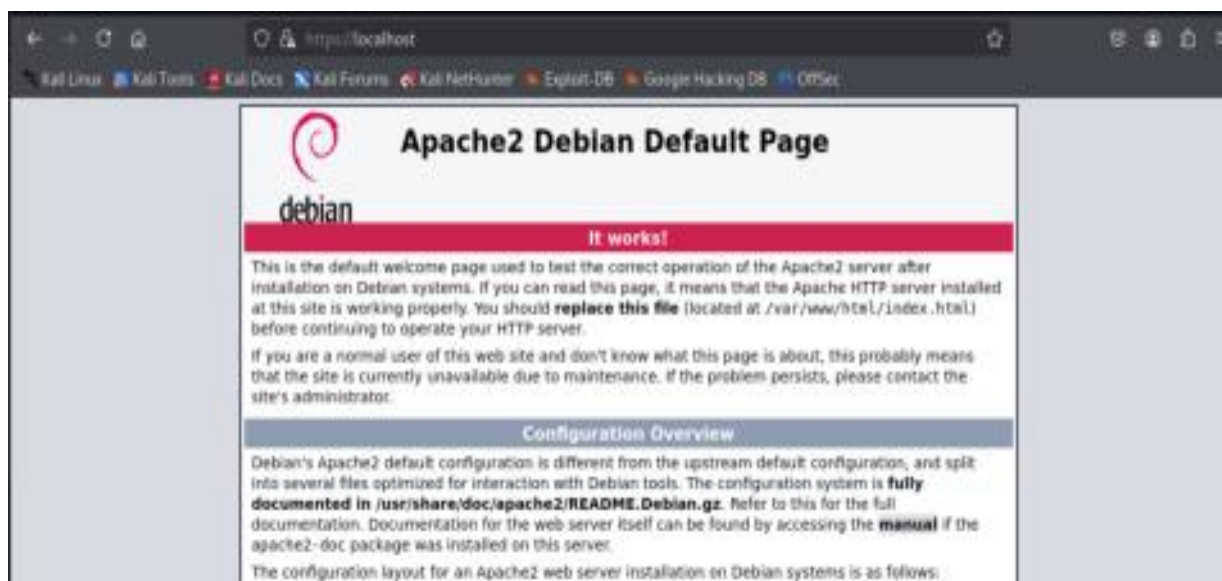 https://localhost
Kali Linux Kali Tools Kali Docs Kali Forums Kali NetHunter Exploit-DB Google Hacking DB OffSec
debian
Apache2 Debian Default Page
It works!
This is the default welcome page used to test the correct operation of the Apache2 server after
installation on Debian systems. If you can read this page, it means that the Apache HTTP server installed
at this site is working properly. You should replace this file (located at /var/www/html/index.html)
before continuing to operate your HTTP server.
If you are a normal user of this web site and don't know what this page is about, this probably means
that the site is currently unavailable due to maintenance. If the problem persists, please contact the
site's administrator.
Configuration Overview
Debian's Apache2 default configuration is different from the upstream default configuration, and split
into several files optimized for interaction with Debian tools. The configuration system is fully
documented in /usr/share/doc/apache2/README.Debian.gz. Refer to this for the full
documentation. Documentation for the web server itself can be found by accessing the manual if the
apache2-doc package was installed on this server.
The configuration layout for an Apache2 web server installation on Debian systems is as follows: